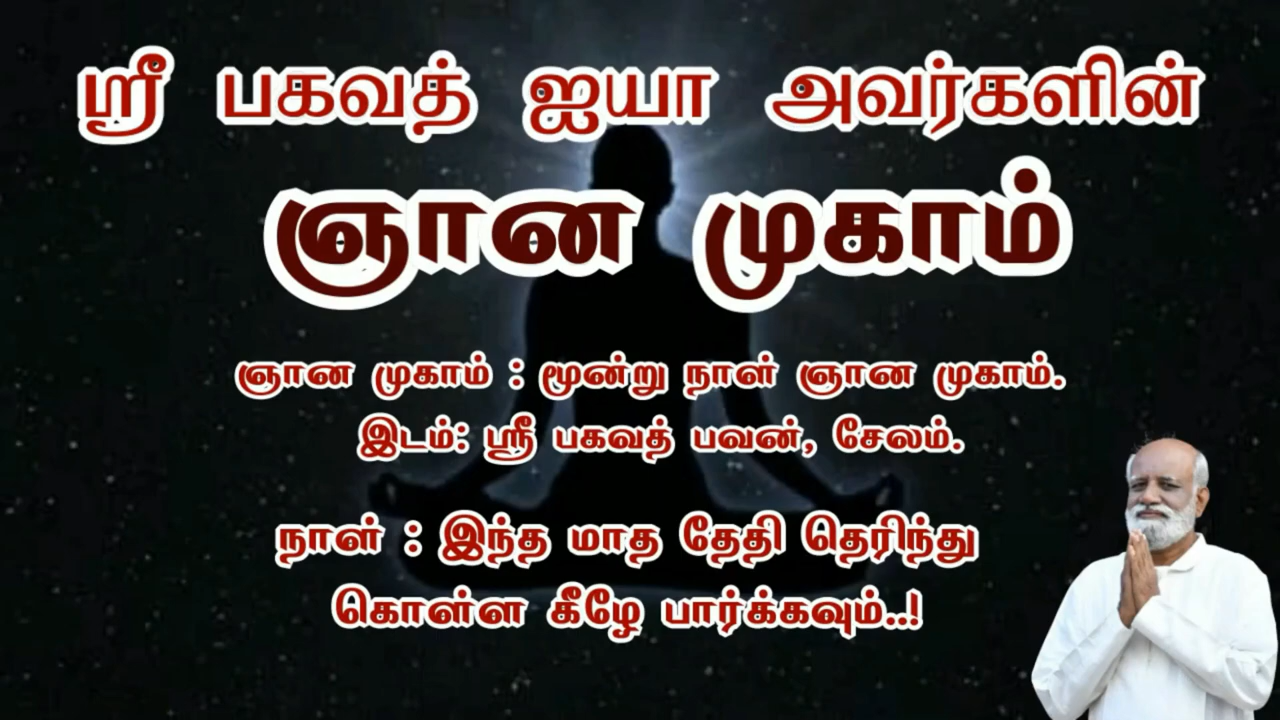 ஸ்ரீ பகவத் ஐயா அவர்களின்
ஞான முகாம்
ஞான முகாம் : மூன்று நாள் ஞான முகாம்.
இடம்: ஸ்ரீ பகவத் பவன், சேலம்.
நாள் : இந்த மாத தேதி தெரிந்து
கொள்ள கீழே பார்க்கவும்..!